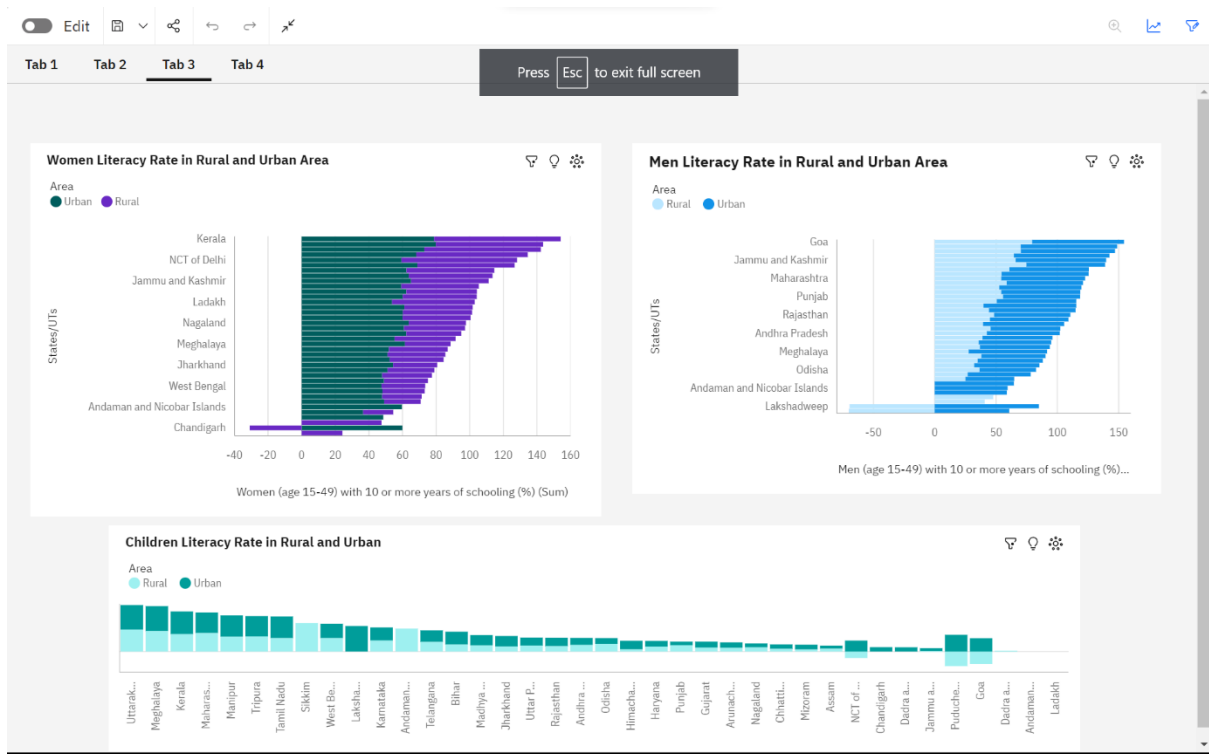 Edit
Tab 1 Tab 2 Tab 3 Tab 4
Press Esc to exit full screen
Women Literacy Rate in Rural and Urban Area
Area
Urban Rural
States/UTs
Kerala
NCT of Delhi
Jammu and Kashmir
Ladakh
Nagaland
Meghalaya
Jharkhand
West Bengal
Andaman and Nicobar Islands
Chandigarh
-40 -20 0 20 40 60 80 100 120 140 160
Women (age 15-49) with 10 or more years of schooling (%) (Sum)
Men Literacy Rate in Rural and Urban Area
Area
Rural Urban
States/UTs
Goa
Jammu and Kashmir
Maharashtra
Punjab
Rajasthan
Andhra Pradesh
Meghalaya
Odisha
Andaman and Nicobar Islands
Lakshadweep
-50 0 50 100 150
Men (age 15-49) with 10 or more years of schooling (%)...
Children Literacy Rate in Rural and Urban
Area
Rural Urban
Uttarak...
Meghalaya
Kerala
Maharas...
Manipur
Tripura
Tamil Nadu
Sikkim
West Be...
Laksha...
Karnataka
Andaman...
Telangana
Bihar
Madhya ...
Jharkhand
Uttar P...
Rajasthan
Andhra ...
Odisha
Himacha...
Haryana
Punjab
Gujarat
Arunach...
Nagaland
Chhatti...
Mizoram
Assam
NCT of ...
Chandigarh
Dadra a...
Jammu a...
Puduche...
Goa
Dadra a...
Andaman...
Ladakh